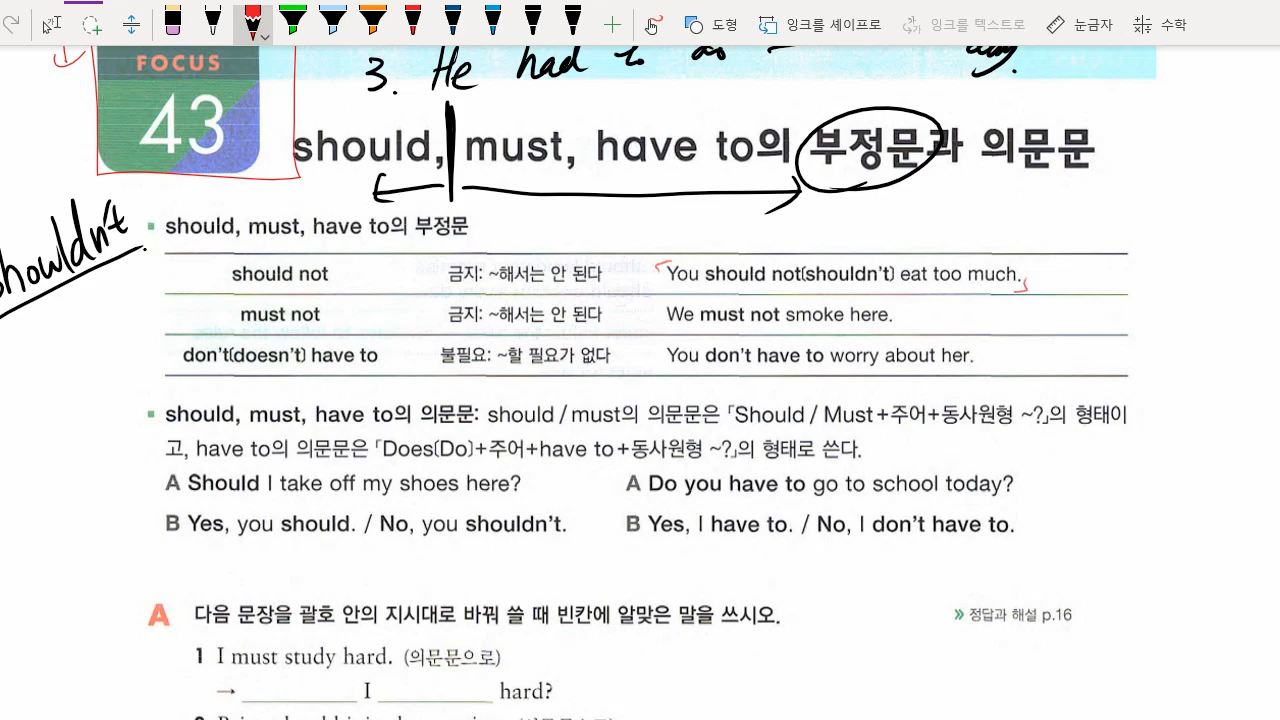 도형 잉크를 셰이프로 잉크를 텍스트로 눈금자 수학
3. He had to do
FOCUS
43
should, must, have to의 부정문과 의문문
shouldn't
should, must, have to의 부정문
should not 금지: ~해서는 안 된다 You should not(shouldn't) eat too much.
must not 금지: ~해서는 안 된다 We must not smoke here.
don't(doesn't) have to 불필요: ~할 필요가 없다 You don't have to worry about her.
should, must, have to의 의문문: should/must의 의문문은 「Should / Must+주어+동사원형 ~?」의 형태이
고, have to의 의문문은 「Does(Do)+주어+have to+동사원형 ~?」의 형태로 쓴다.
A Should I take off my shoes here? A Do you have to go to school today?
B Yes, you should. / No, you shouldn't. B Yes, I have to. / No, I don't have to.
A 다음 문장을 괄호 안의 지시대로 바꿔 쓸 때 빈칸에 알맞은 말을 쓰시오. » 정답과 해설 p.16
1 I must study hard. (의문문으로)
→ I hard?